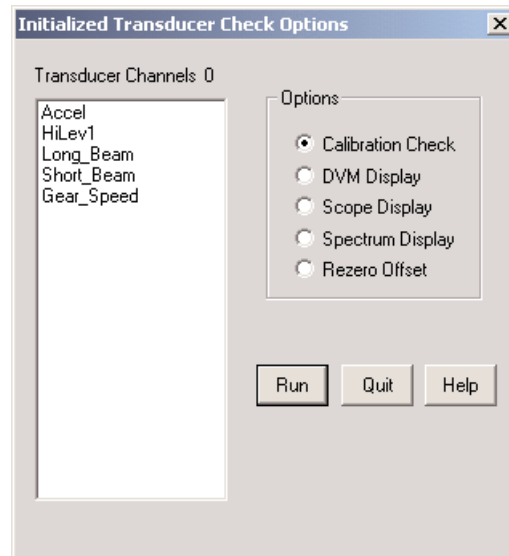 Initialized Transducer Check Options
Transducer Channels 0
Accel
HiLev1
Long_Beam
Short_Beam
Gear_Speed
Options
Calibration Check
DVM Display
Scope Display
Spectrum Display
Rezero Offset
Run
Quit
Help